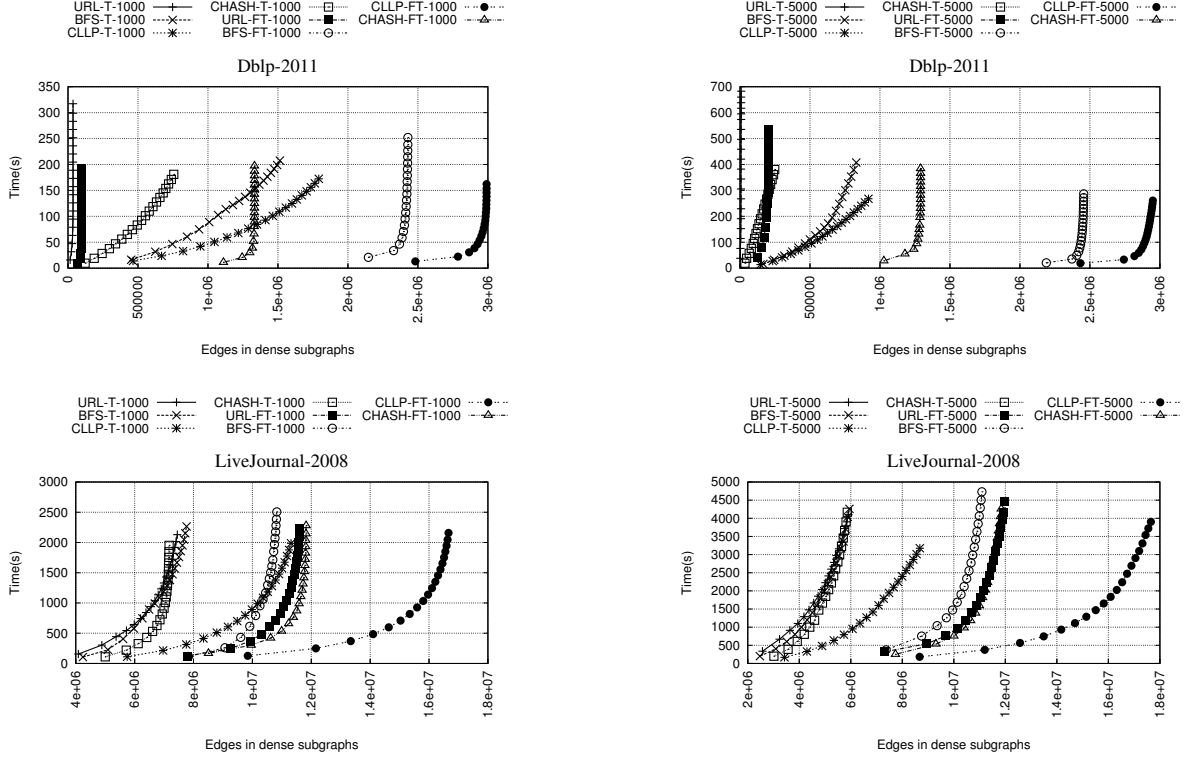 URL-T-1000 CHASH-T-1000 CLLP-FT-1000
BFS-T-1000 URL-FT-1000 CHASH-FT-1000
CLLP-T-1000 BFS-FT-1000
Dblp-2011
350
300
250
200
150
100
50
0
Time(s)
0 500000 1e+06 1.5e+06 2e+06 2.5e+06 3e+06
Edges in dense subgraphs
URL-T-5000 CHASH-T-5000 CLLP-FT-5000
BFS-T-5000 URL-FT-5000 CHASH-FT-5000
CLLP-T-5000 BFS-FT-5000
Dblp-2011
700
600
500
400
300
200
100
0
Time(s)
0 500000 1e+06 1.5e+06 2e+06 2.5e+06 3e+06
Edges in dense subgraphs
URL-T-1000 CHASH-T-1000 CLLP-FT-1000
BFS-T-1000 URL-FT-1000 CHASH-FT-1000
CLLP-T-1000 BFS-FT-1000
LiveJournal-2008
3000
2500
2000
1500
1000
500
0
Time(s)
4e+06 6e+06 8e+06 1e+07 1.2e+07 1.4e+07 1.6e+07 1.8e+07
Edges in dense subgraphs
URL-T-5000 CHASH-T-5000 CLLP-FT-5000
BFS-T-5000 URL-FT-5000 CHASH-FT-5000
CLLP-T-5000 BFS-FT-5000
LiveJournal-2008
5000
4500
4000
3500
3000
2500
2000
1500
1000
500
0
Time(s)
2e+06 4e+06 6e+06 8e+06 1e+07 1.2e+07 1.4e+07 1.6e+07 1.8e+07
Edges in dense subgraphs